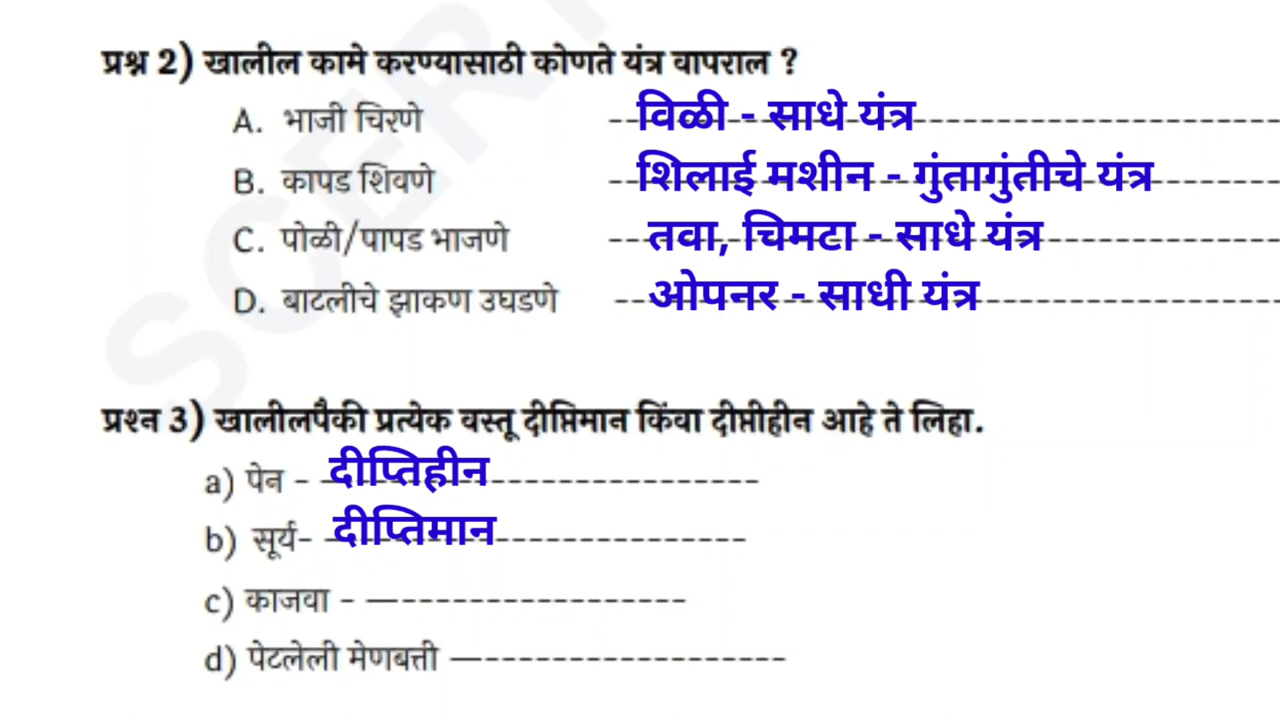 प्रश्न 2) खालील कामे करण्यासाठी कोणते यंत्र वापराल ?
A. भाजी चिरणे --विळी - साधे यंत्र-----------------------
B. कापड शिवणे --शिलाई मशीन - गुंतागुंतीचे यंत्र--------
C. पोळी/पापड भाजणे ---तवा, चिमटा - साधे यंत्र---------------
D. बाटलीचे झाकण उघडणे ---ओपनर - साधी यंत्र------------------
प्रश्न 3) खालीलपैकी प्रत्येक वस्तू दीप्तिमान किंवा दीप्तीहीन आहे ते लिहा.
a) पेन - दीप्तिहीन-----------------
b) सूर्य- दीप्तिमान----------------
c) काजवा - —------------------
d) पेटलेली मेणबत्ती —------------------
SCERT